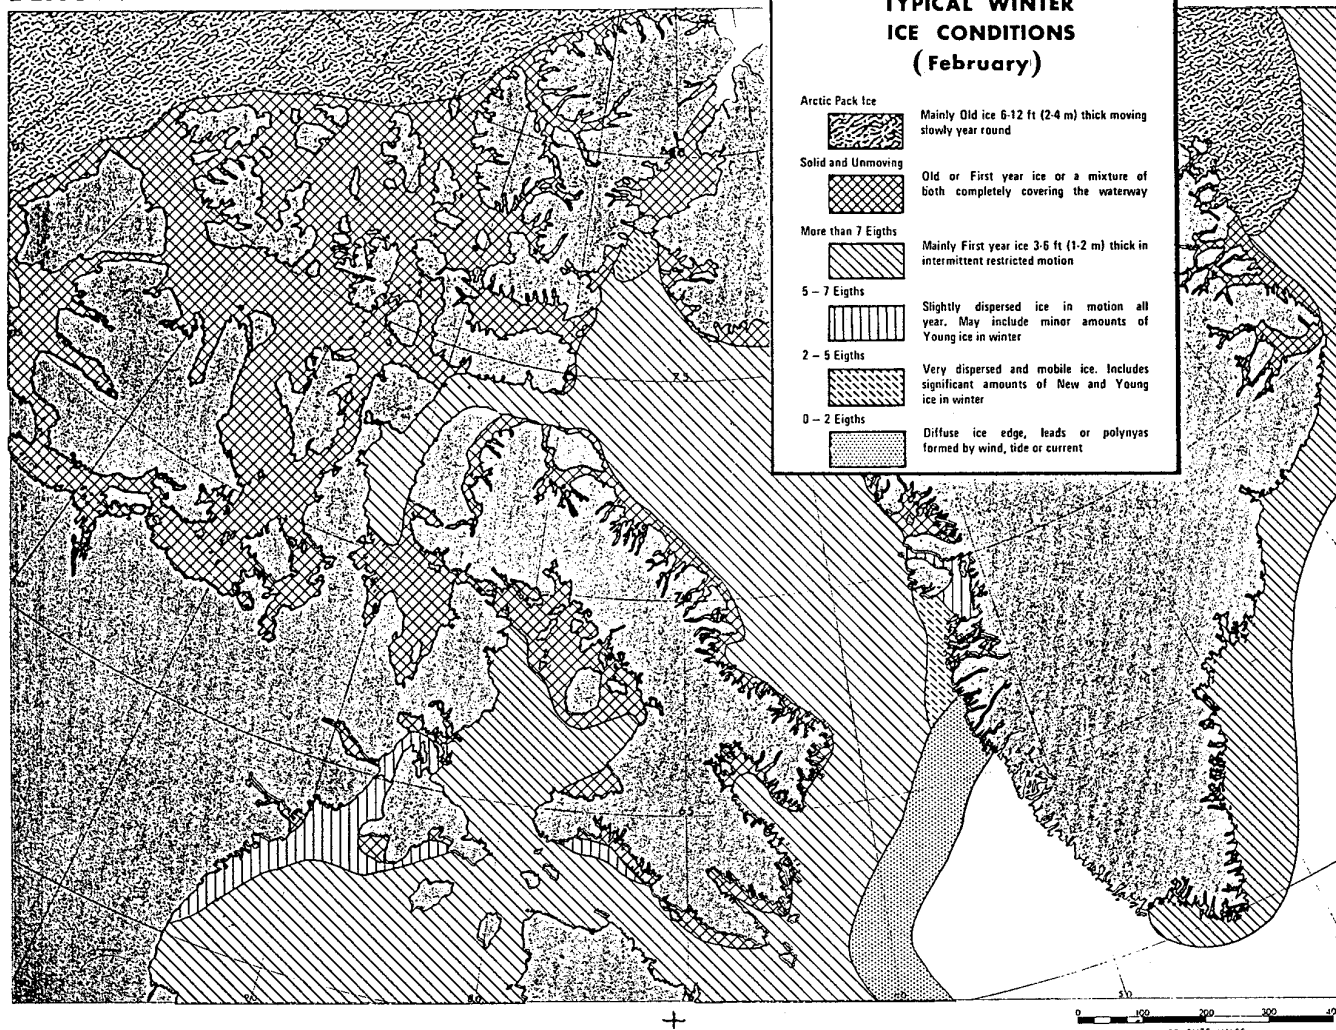 TYPICAL WINTER
ICE CONDITIONS
(February)
Arctic Pack Ice
Mainly Old ice 6-12 ft (2-4 m) thick moving
slowly year round
Solid and Unmoving
Old or First year ice or a mixture of
both completely covering the waterway
More than 7 Eigths
Mainly First year ice 3-6 ft (1-2 m) thick in
intermittent restricted motion
5 – 7 Eigths
Slightly dispersed ice in motion all
year. May include minor amounts of
Young ice in winter
2 – 5 Eigths
Very dispersed and mobile ice. Includes
significant amounts of New and Young
ice in winter
0 – 2 Eigths
Diffuse ice edge, leads or polynyas
formed by wind, tide or current
75
65
80
50
0 100 200 300